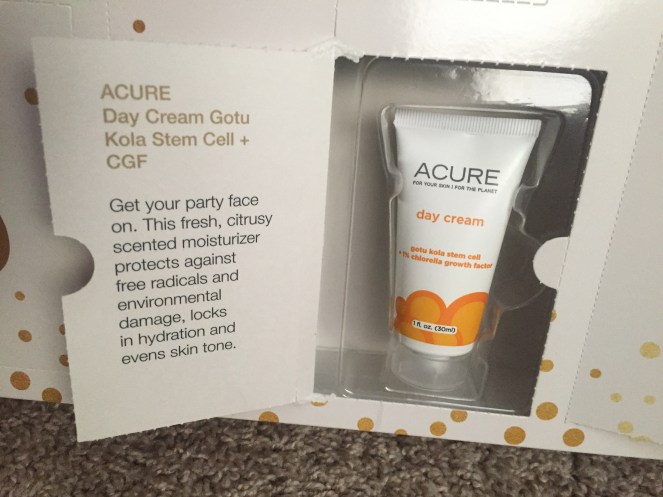 ACURE
Day Cream Gotu
Kola Stem Cell +
CGF
Get your party face
on. This fresh, citrusy
scented moisturizer
protects against
free radicals and
environmental
damage, locks
in hydration and
evens skin tone.
ACURE
FOR YOUR SKIN | FOR THE PLANET
day cream
gotu kola stem cell
+ 1% chlorella growth factor
1 fl. oz. (30ml)